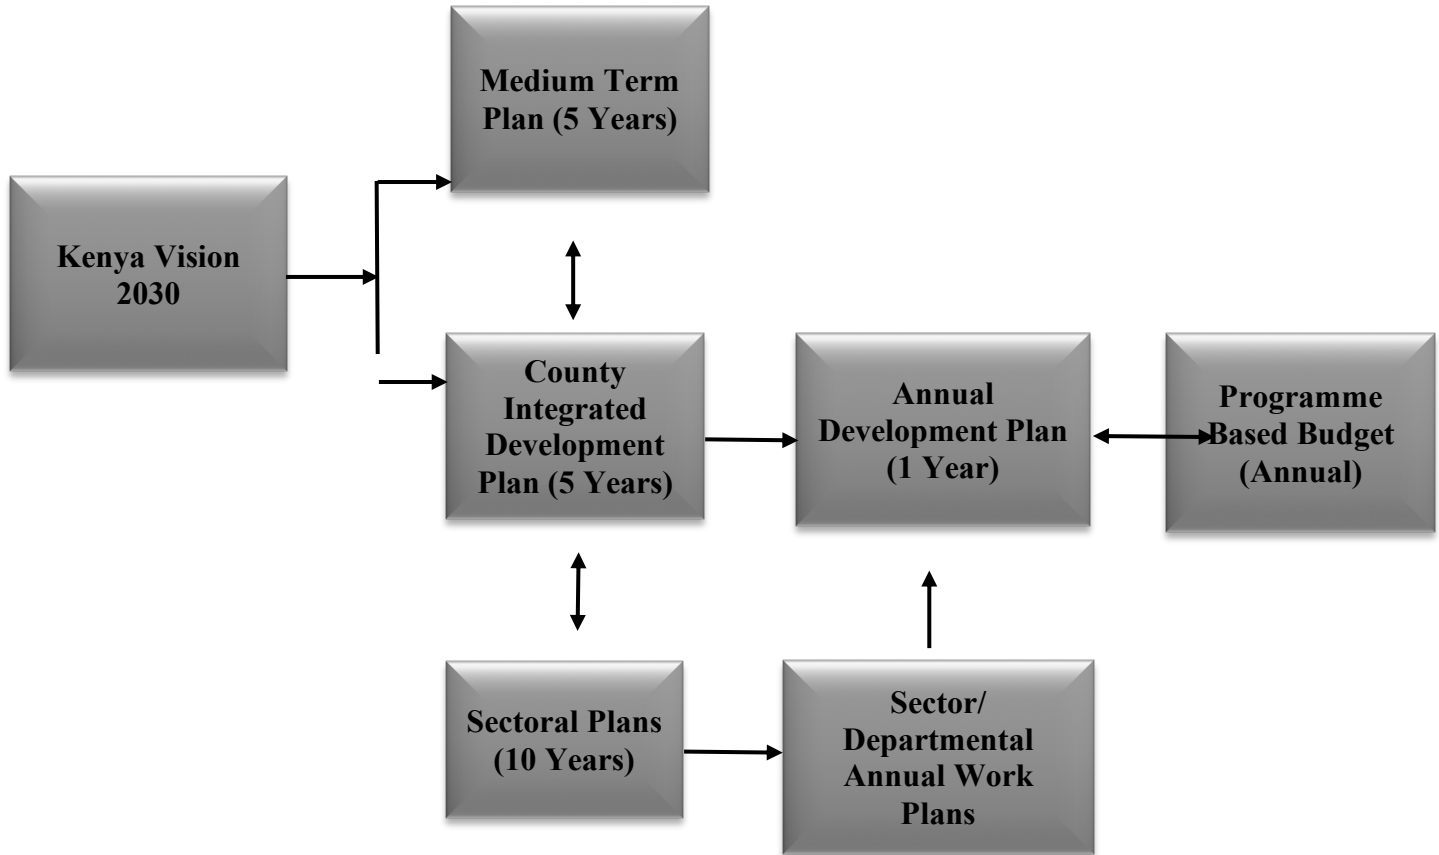 Medium Term
Plan (5 Years)
Kenya Vision
2030
County
Integrated
Development
Plan (5 Years)
Annual
Development Plan
(1 Year)
Programme
Based Budget
(Annual)
Sectoral Plans
(10 Years)
Sector/
Departmental
Annual Work
Plans